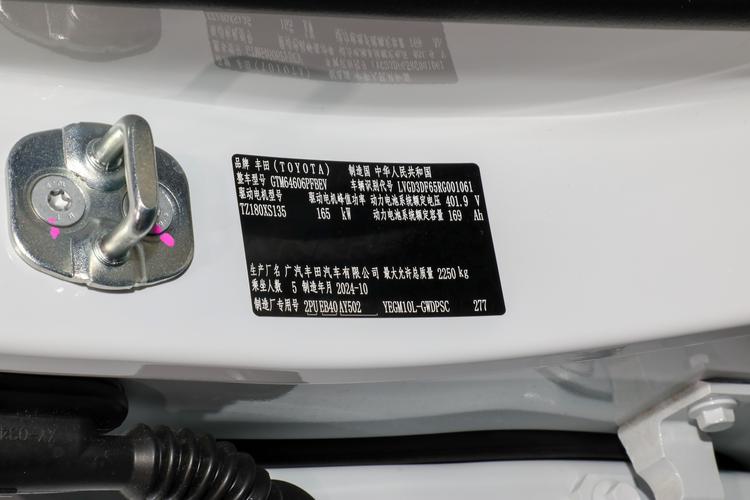 品牌 丰田(TOYOTA) 制造国 中华人民共和国
整车型号 GTM64606PFBEV 车辆识别代号 LVGD3DF65RG001061
驱动电机型号 驱动电机峰值功率 动力电池系统额定电压 401.9 V
TZ180XS135 165 kW 动力电池系统额定容量 169 Ah
生产厂名 广汽丰田汽车有限公司 最大允许总质量 2250 kg
乘坐人数 5 制造年月 2024-10
制造厂专用号 2PU EB40 AY502 YEGM10L-GWDPSC 277